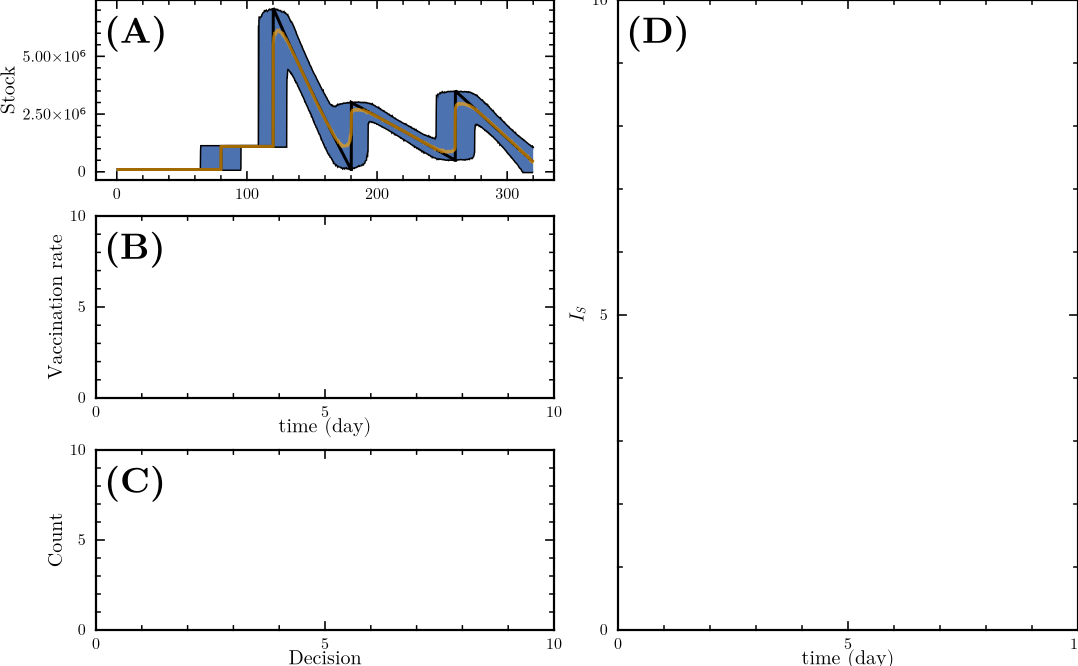 (A)
Stock
5.00×10⁶
2.50×10⁶
0
0 100 200 300
(B)
Vaccination rate
10
5
0
0 5 10
time (day)
(C)
Count
10
5
0
0 5 10
Decision
(D)
I_S
10
5
0
0 5 1
time (day)